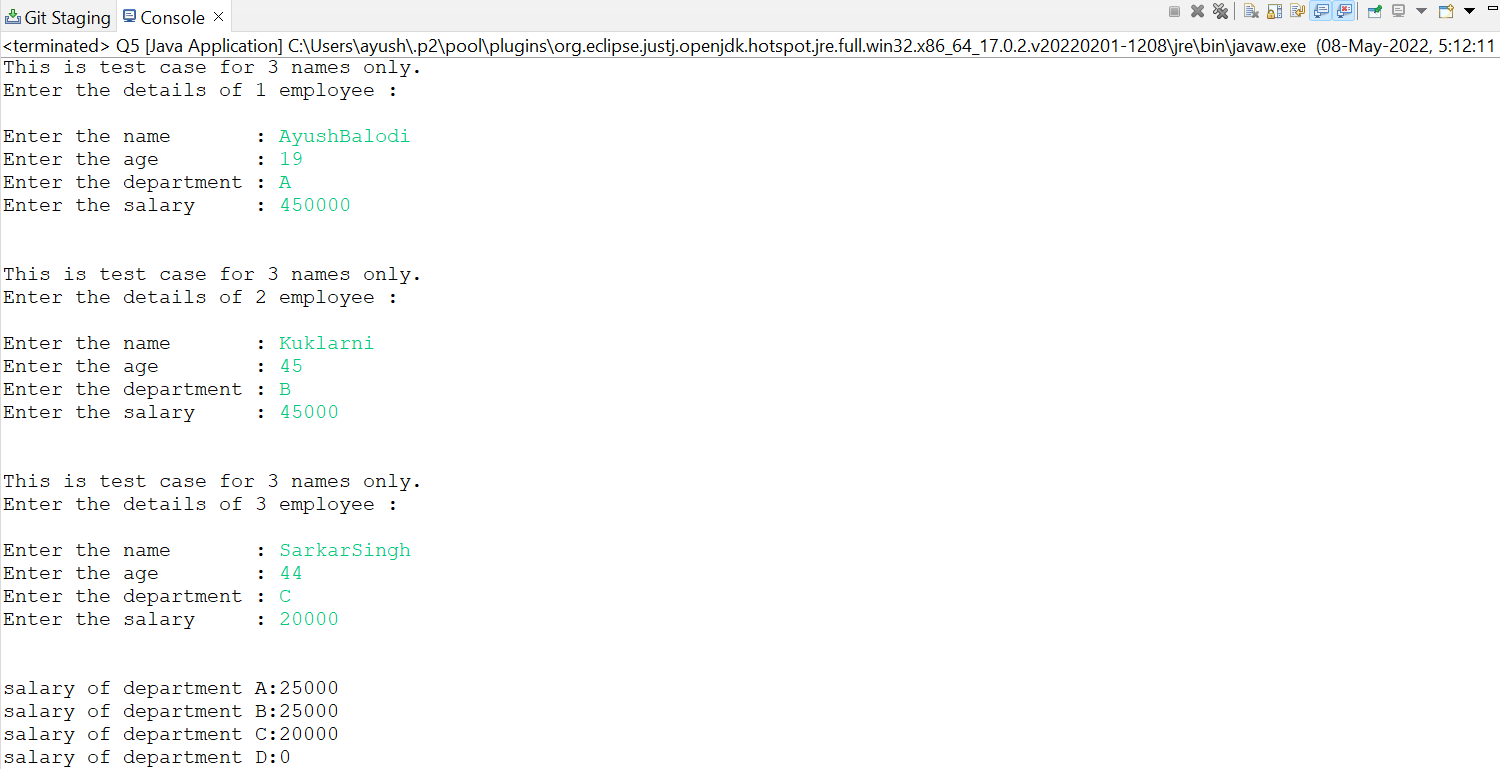 Git Staging Console
<terminated> Q5 [Java Application] C:\Users\ayush\.p2\pool\plugins\org.eclipse.justj.openjdk.hotspot.jre.full.win32.x86_64_17.0.2.v20220201-1208\jre\bin\javaw.exe (08-May-2022, 5:12:11
This is test case for 3 names only.
Enter the details of 1 employee :
Enter the name : AyushBalodi
Enter the age : 19
Enter the department : A
Enter the salary : 450000
This is test case for 3 names only.
Enter the details of 2 employee :
Enter the name : Kuklarni
Enter the age : 45
Enter the department : B
Enter the salary : 45000
This is test case for 3 names only.
Enter the details of 3 employee :
Enter the name : SarkarSingh
Enter the age : 44
Enter the department : C
Enter the salary : 20000
salary of department A:25000
salary of department B:25000
salary of department C:20000
salary of department D:0